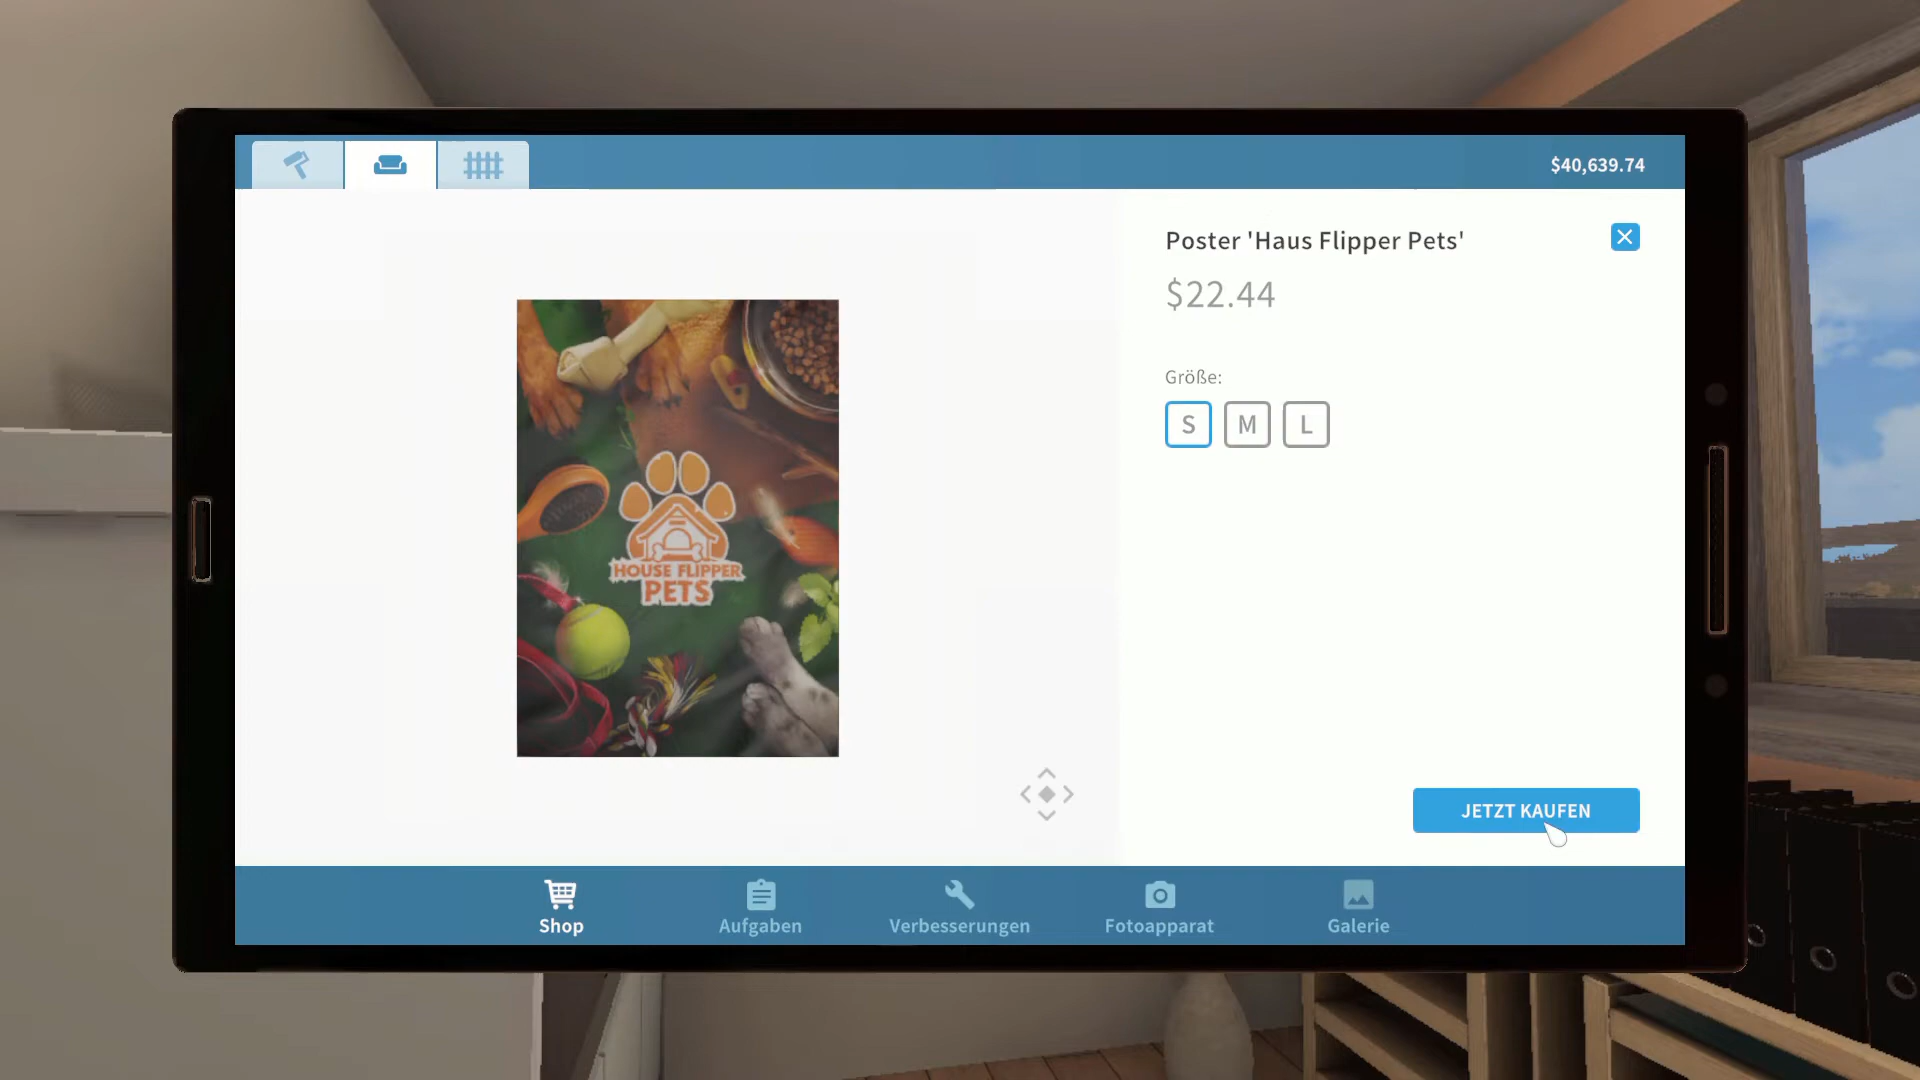 $40,639.74
Poster 'Haus Flipper Pets'
$22.44
Größe:
S M L
HOUSE FLIPPER
PETS
JETZT KAUFEN
Shop
Aufgaben
Verbesserungen
Fotoapparat
Galerie